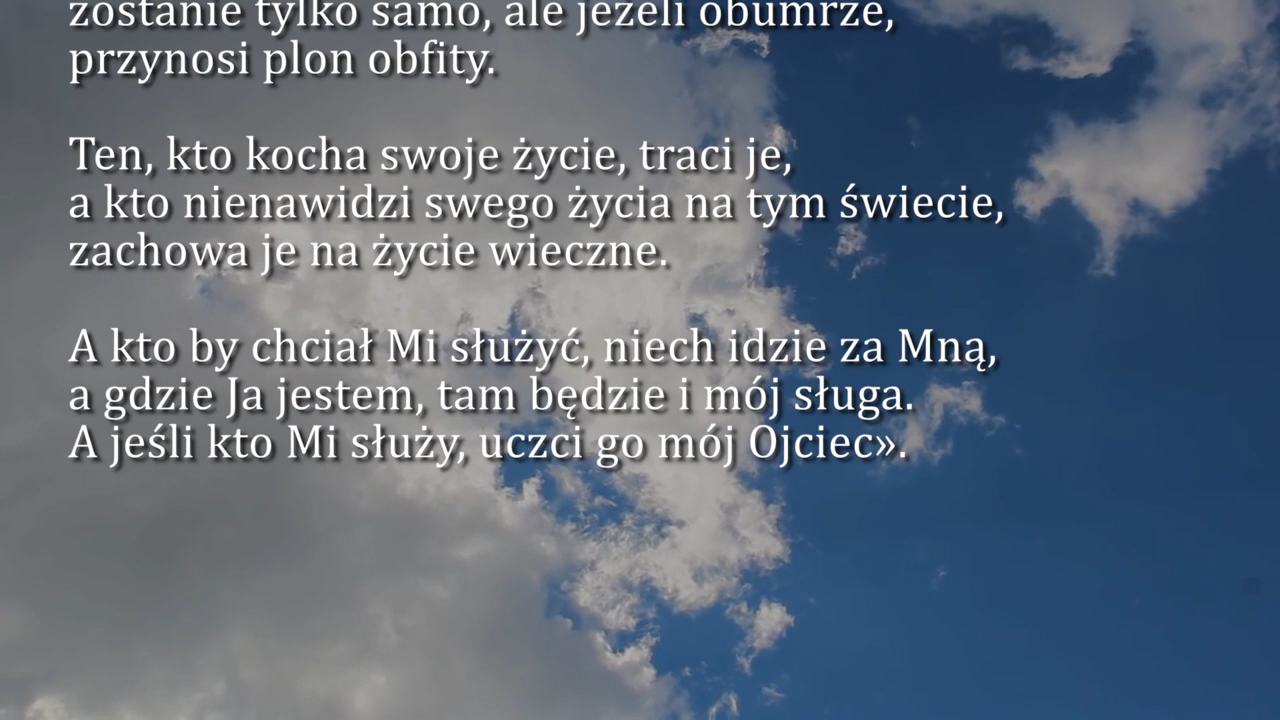 zostanie tylko samo, ale jeżeli obumrze,
przynosi plon obfity.
Ten, kto kocha swoje życie, traci je,
a kto nienawidzi swego życia na tym świecie,
zachowa je na życie wieczne.
A kto by chciał Mi służyć, niech idzie za Mną,
a gdzie Ja jestem, tam będzie i mój sługa.
A jeśli kto Mi służy, uczci go mój Ojciec».